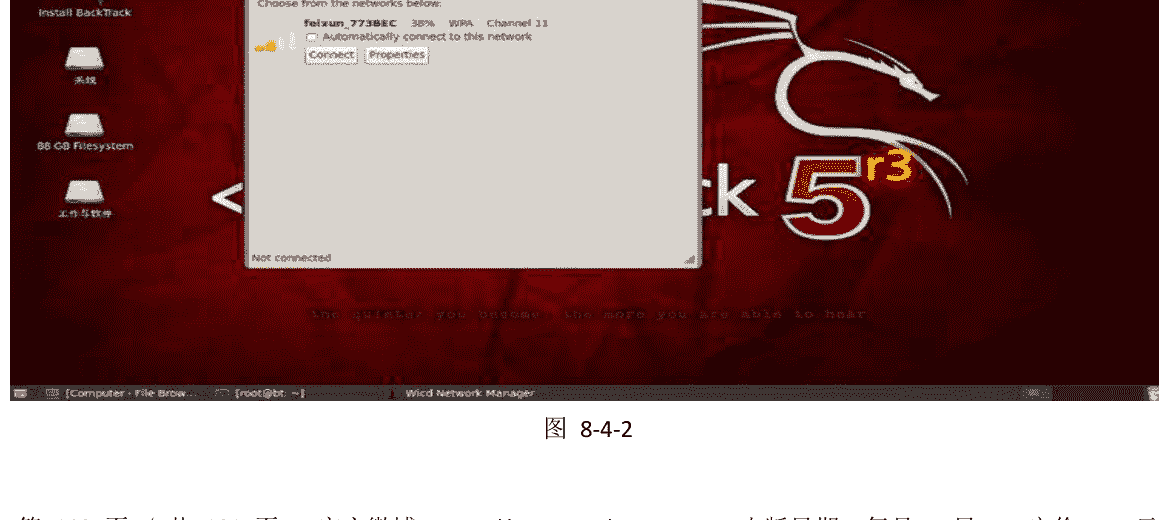 Install BackTrack
Choose from the networks below:
feixun_773BEC 38% WPA Channel 11
Automatically connect to this network
Connect Properties
系统
88 GB Filesystem
工作与软件
<
ck 5 r3
Not connected
the quieter you become, the more you are able to hear
[Computer - File Brow... [root@bt: ~] Wicd Network Manager
图 8-4-2